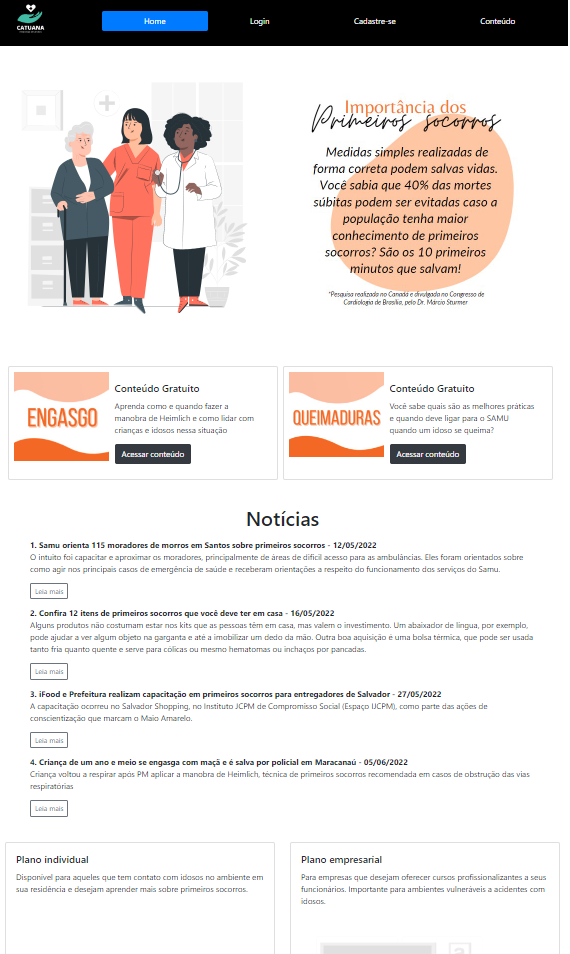 CATUANA
Home
Login
Cadastre-se
Conteúdo
Importância dos
Primeiros socorros
Medidas simples realizadas de
forma correta podem salvas vidas.
Você sabia que 40% das mortes
súbitas podem ser evitadas caso a
população tenha maior
conhecimento de primeiros
socorros? São os 10 primeiros
minutos que salvam!
*Pesquisa realizada no Canadá e divulgada no Congresso de
Cardiologia de Brasília, pelo Dr. Márcio Sturmer
ENGASGO
Conteúdo Gratuito
Aprenda como e quando fazer a
manobra de Heimlich e como lidar com
crianças e idosos nessa situação
Acessar conteúdo
QUEIMADURAS
Conteúdo Gratuito
Você sabe quais são as melhores práticas
e quando deve ligar para o SAMU
quando um idoso se queima?
Acessar conteúdo
Notícias
1. Samu orienta 115 moradores de morros em Santos sobre primeiros socorros - 12/05/2022
O intuito foi capacitar e aproximar os moradores, principalmente de áreas de difícil acesso para as ambulâncias. Eles foram orientados sobre
como agir nos principais casos de emergência de saúde e receberam orientações a respeito do funcionamento dos serviços do Samu.
Leia mais
2. Confira 12 itens de primeiros socorros que você deve ter em casa - 16/05/2022
Alguns produtos não costumam estar nos kits que as pessoas têm em casa, mas valem o investimento. Um abaixador de língua, por exemplo,
pode ajudar a ver algum objeto na garganta e até a imobilizar um dedo da mão. Outra boa aquisição é uma bolsa térmica, que pode ser usada
tanto fria quanto quente e serve para cólicas ou mesmo hematomas ou inchaços por pancadas.
Leia mais
3. iFood e Prefeitura realizam capacitação em primeiros socorros para entregadores de Salvador - 27/05/2022
A capacitação ocorreu no Salvador Shopping, no Instituto JCPM de Compromisso Social (Espaço IJCPM), como parte das ações de
conscientização que marcam o Maio Amarelo.
Leia mais
4. Criança de um ano e meio se engasga com maçã e é salva por policial em Maracanaú - 05/06/2022
Criança voltou a respirar após PM aplicar a manobra de Heimlich, técnica de primeiros socorros recomendada em casos de obstrução das vias
respiratórias
Leia mais
Plano individual
Disponível para aqueles que tem contato com idosos no ambiente em
sua residência e desejam aprender mais sobre primeiros socorros.
Plano empresarial
Para empresas que desejam oferecer cursos profissionalizantes a seus
funcionários. Importante para ambientes vulneráveis a acidentes com
idosos.